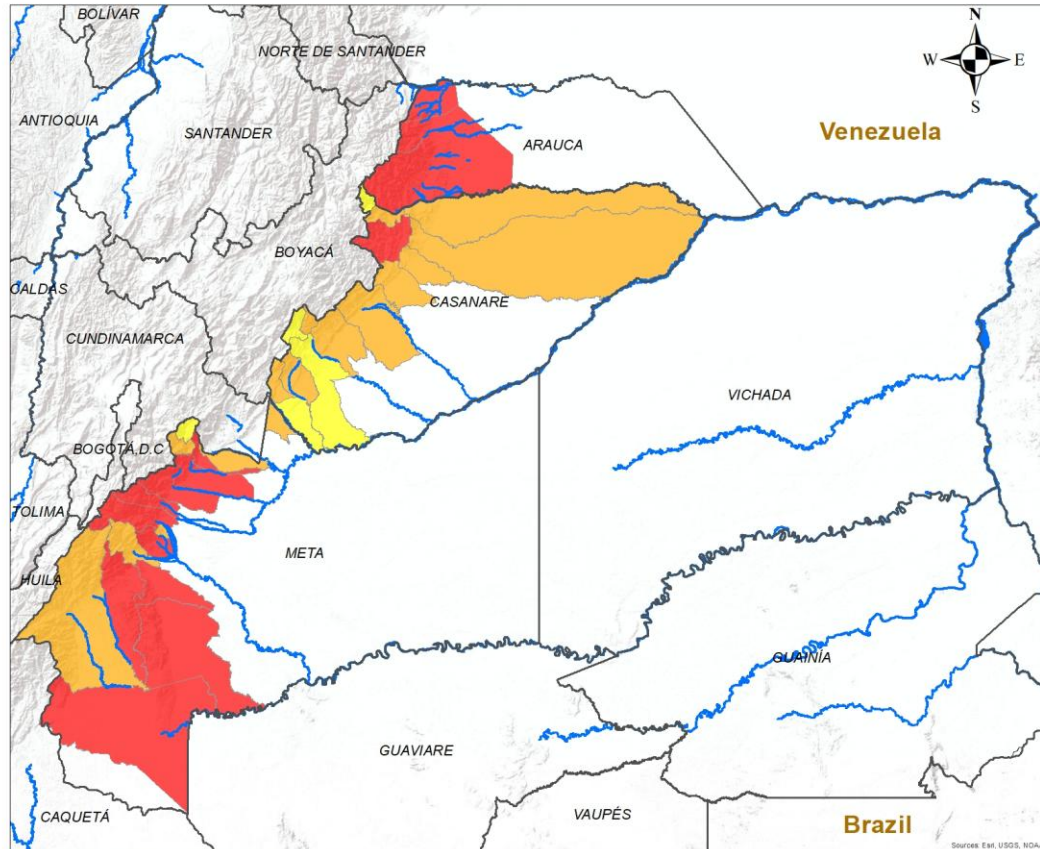 BOLÍVAR
N
NORTE DE SANTANDER
W
E
S
ANTIOQUIA
SANTANDER
ARAUCA
Venezuela
BOYACÁ
CALDAS
CASANARE
CUNDINAMARCA
VICHADA
BOGOTÁ,D.C
TOLIMA
META
HUILA
GUAINÍA
GUAVIARE
CAQUETÁ
VAUPÉS
Brazil
Sources: Esri, USGS, NOAA